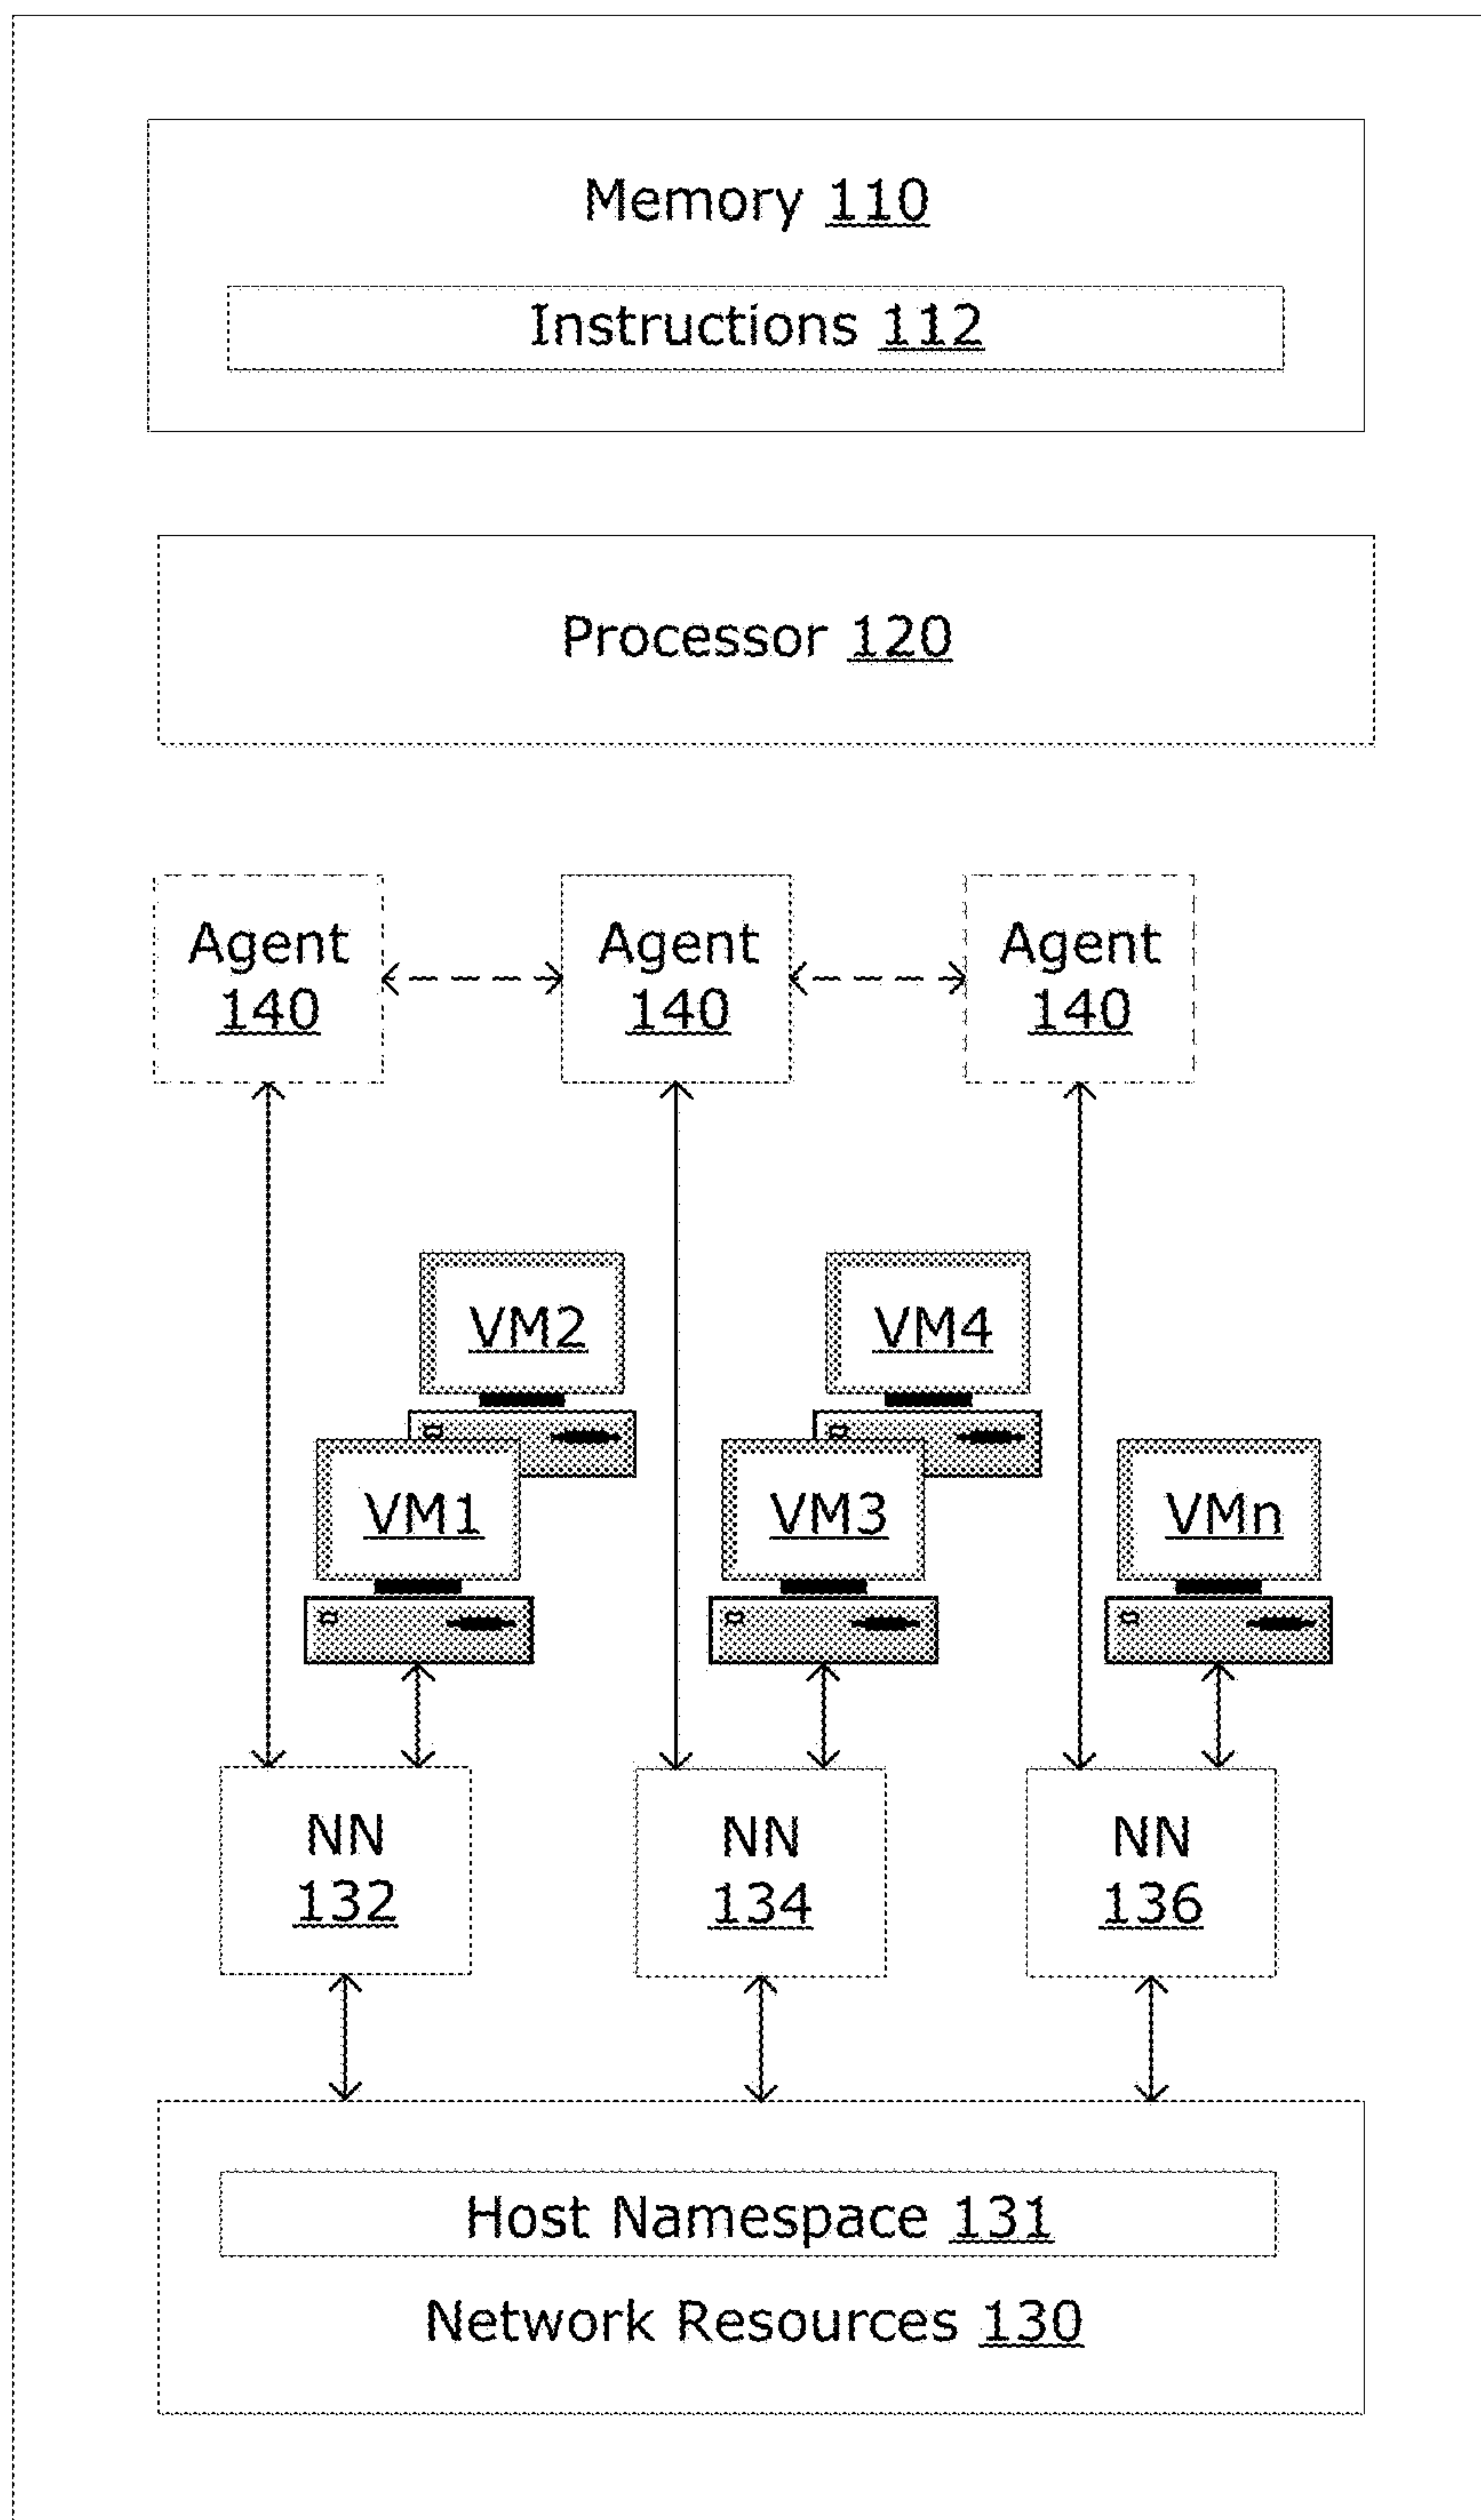 Memory 110
Instructions 112
Processor 120
Agent
140
Agent
140
Agent
140
VM2
VM4
VM1
VM3
VMn
NN
132
NN
134
NN
136
Host Namespace 131
Network Resources 130